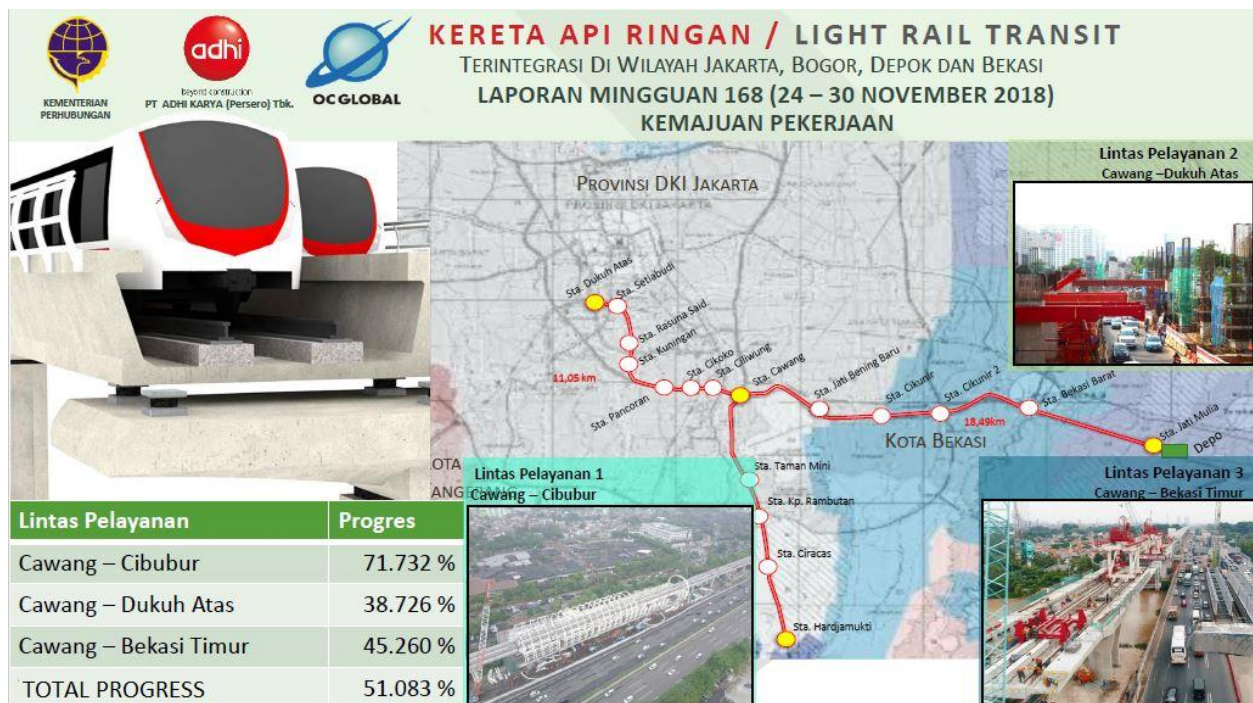 KEMENTERIAN
PERHUBUNGAN
adhi
beyond construction
PT ADHI KARYA (Persero) Tbk.
OC GLOBAL
KERETA API RINGAN / LIGHT RAIL TRANSIT
TERINTEGRASI DI WILAYAH JAKARTA, BOGOR, DEPOK DAN BEKASI
LAPORAN MINGGUAN 168 (24 – 30 NOVEMBER 2018)
KEMAJUAN PEKERJAAN
PROVINSI DKI JAKARTA
Lintas Pelayanan 2
Cawang –Dukuh Atas
Sta. Dukuh Atas
Sta. Setiabudi
Sta. Rasuna Said.
Sta. Kuningan
11,05 km
Sta. Pancoran
Sta. Cikoko
Sta. Ciliwung
Sta. Cawang
Sta. Jati Bening Baru
Sta. Cikunir
Sta. Cikunir 2
18,49km
Sta. Bekasi Barat
Sta. Jati Mulia
Depo
KOTA BEKASI
Sta. Taman Mini
Sta. Kp. Rambutan
Sta. Ciracas
Sta. Hardjamukti
OTA
ANGERANG
Lintas Pelayanan 1
Cawang – Cibubur
Lintas Pelayanan 3
Cawang – Bekasi Timur
Lintas Pelayanan Progres
Cawang – Cibubur 71.732 %
Cawang – Dukuh Atas 38.726 %
Cawang – Bekasi Timur 45.260 %
TOTAL PROGRESS 51.083 %